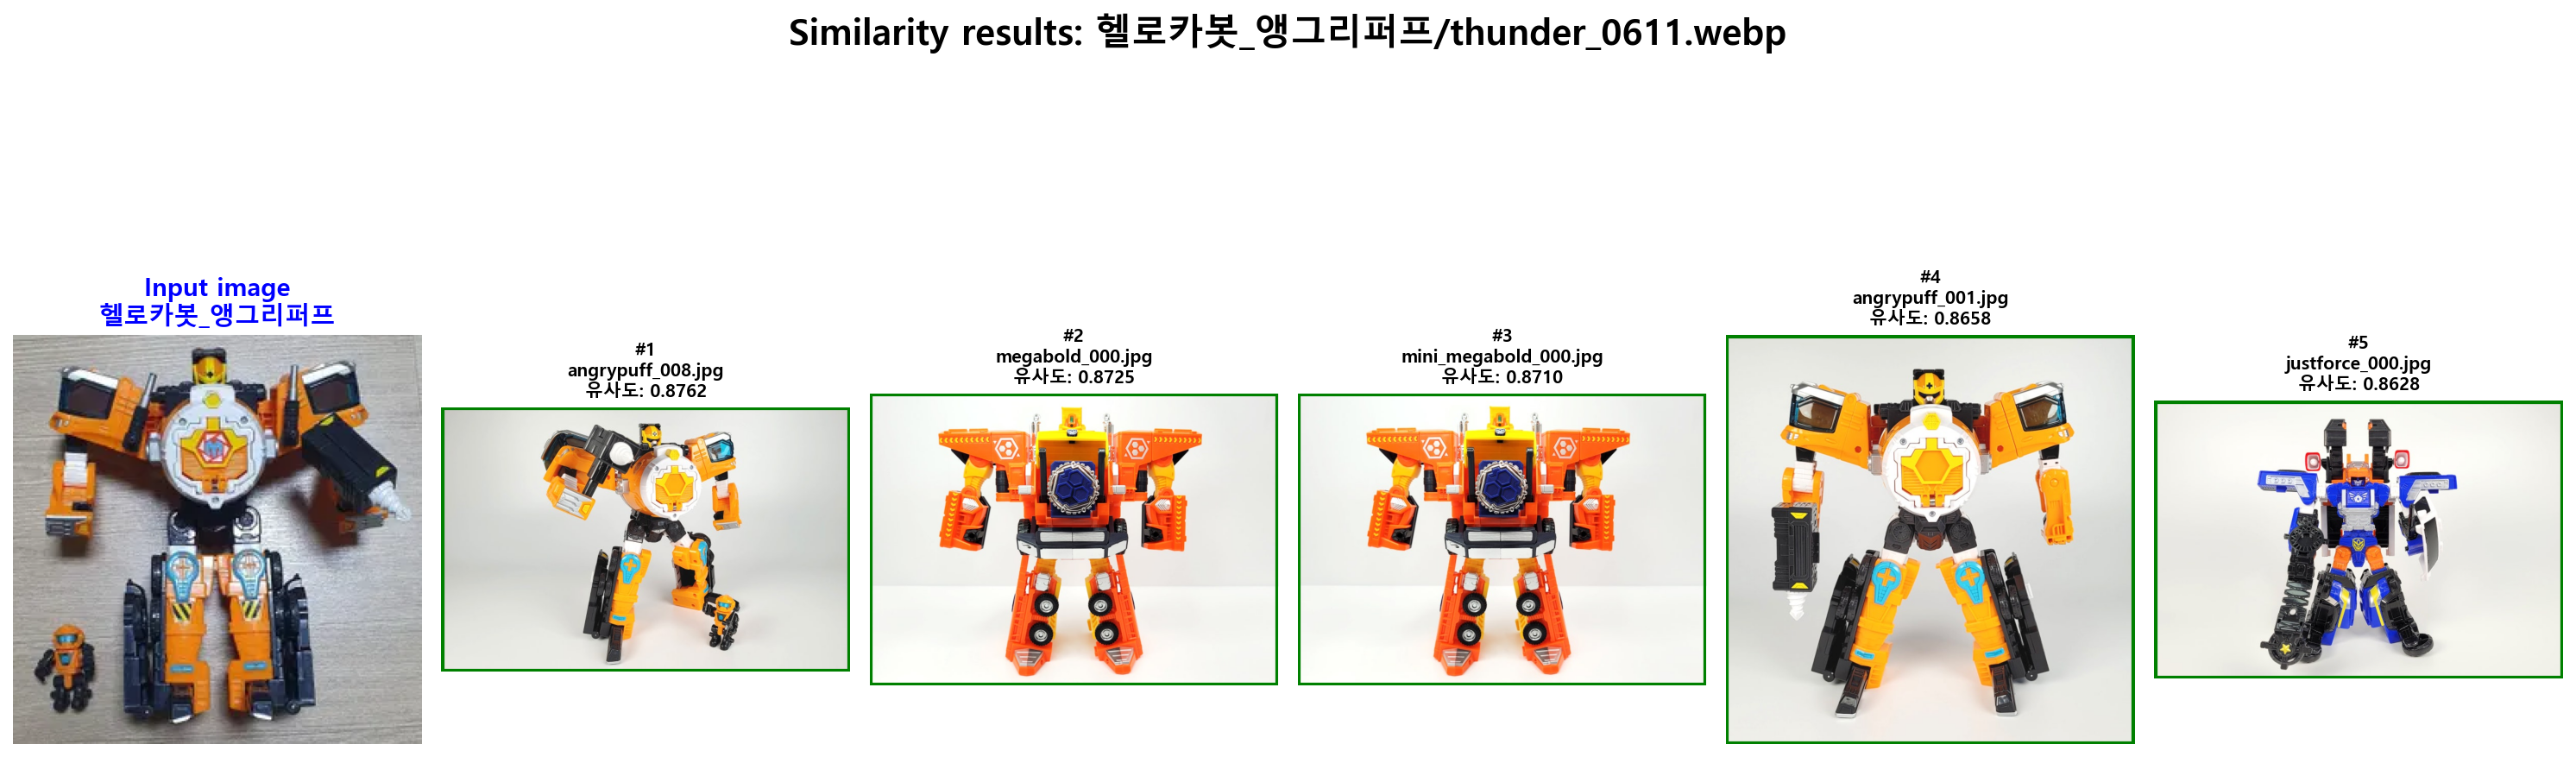 Similarity results: 헬로카봇_앵그리퍼프/thunder_0611.webp
Input image
헬로카봇_앵그리퍼프
#1
angrypuff_008.jpg
유사도: 0.8762
#2
megabold_000.jpg
유사도: 0.8725
#3
mini_megabold_000.jpg
유사도: 0.8710
#4
angrypuff_001.jpg
유사도: 0.8658
#5
justforce_000.jpg
유사도: 0.8628